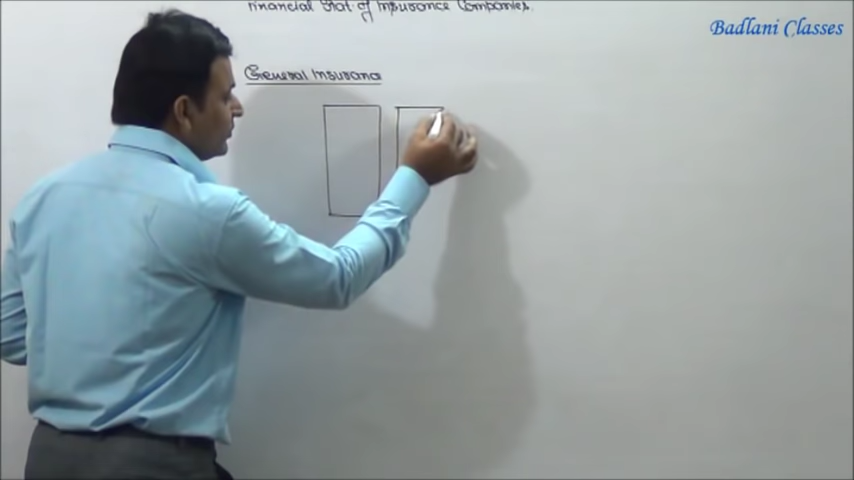 Financial Stat of Insurance Companies.
Badlani Classes
General Insurance